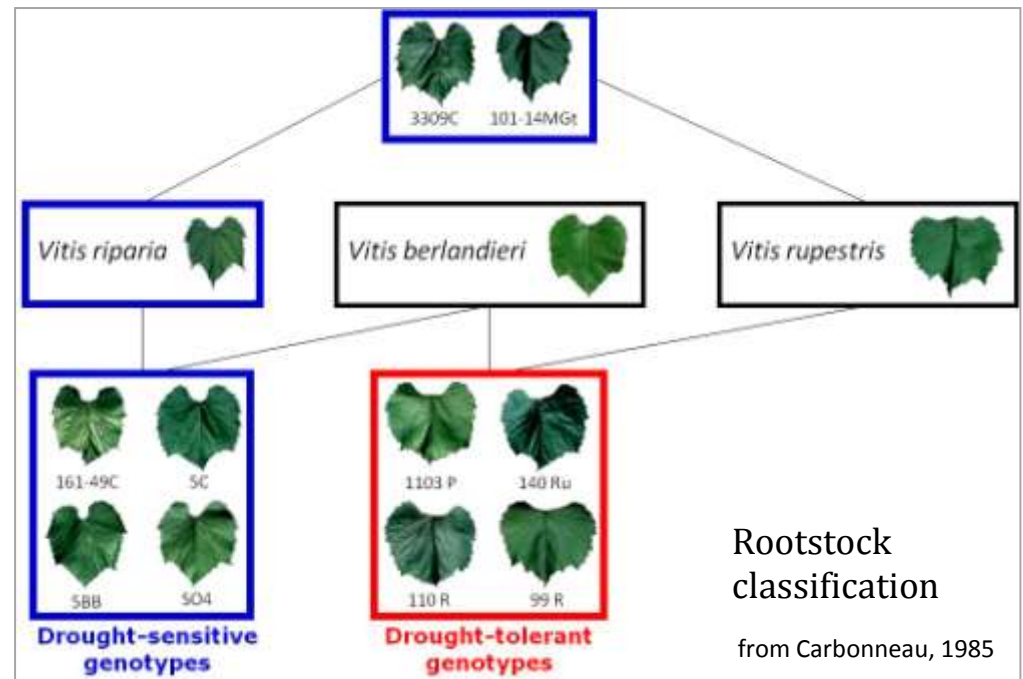 3309C 101-14MGt
Vitis riparia
Vitis berlandieri
Vitis rupestris
161-49C 5C
5BB SO4
1103 P 140 Ru
110 R 99 R
Drought-sensitive
genotypes
Drought-tolerant
genotypes
Rootstock
classification
from Carbonneau, 1985